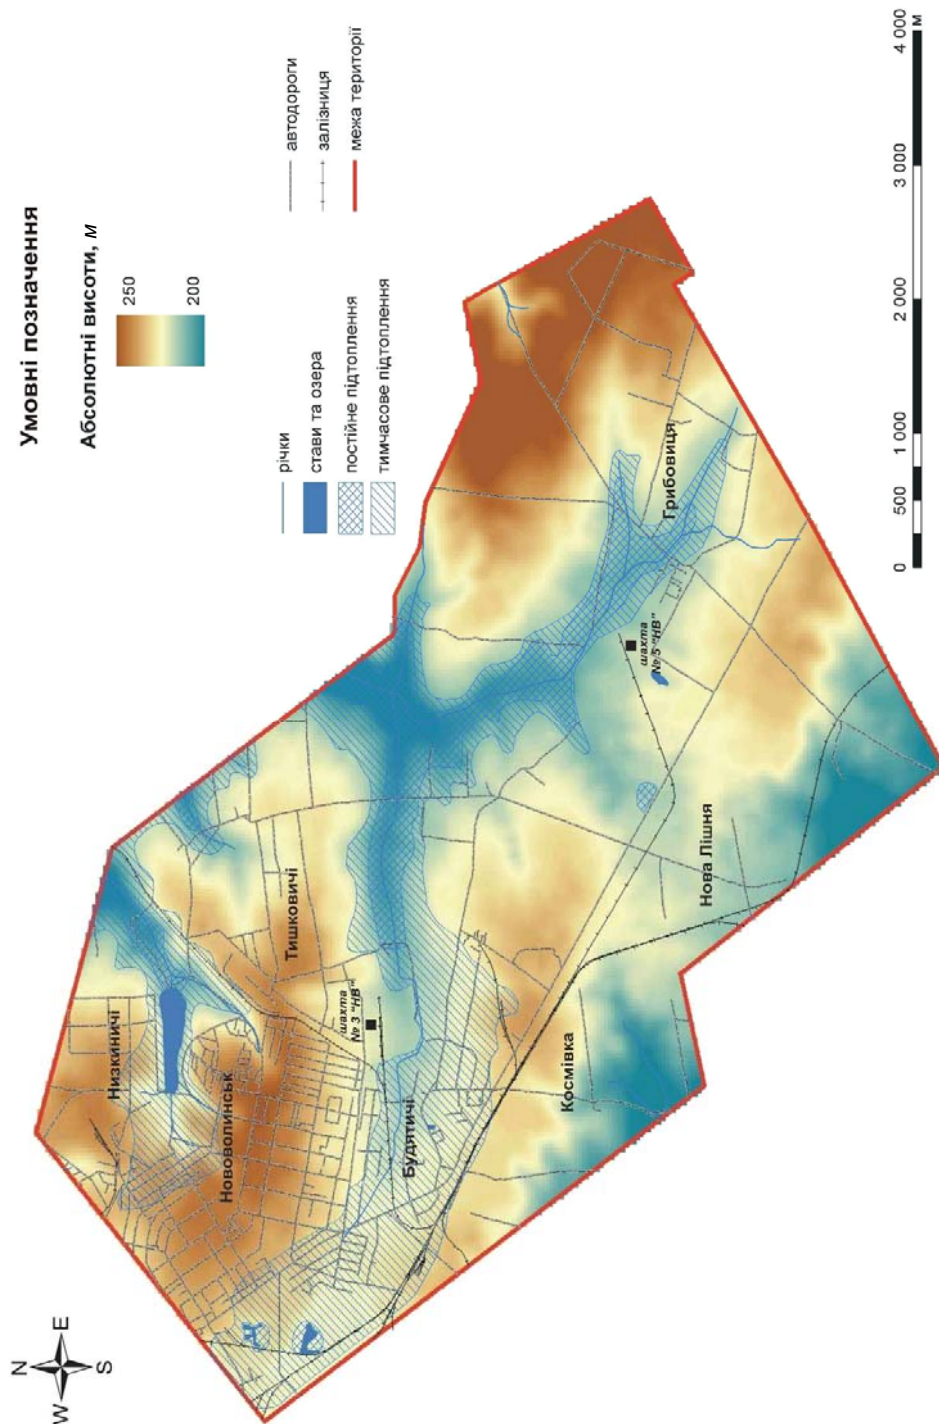 Умовні позначення
Абсолютні висоти, м
250
200
річки
стави та озера
постійне підтоплення
тимчасове підтоплення
автодороги
залізниця
межа території
N
W
E
S
Низкиничі
Нововолинськ
Тишковичі
шахта
№ 3 "НВ"
Будятичі
Космівка
Нова Лішня
шахта
№ 5 "НВ"
Грибовиця
0
500
1 000
2 000
3 000
4 000
м